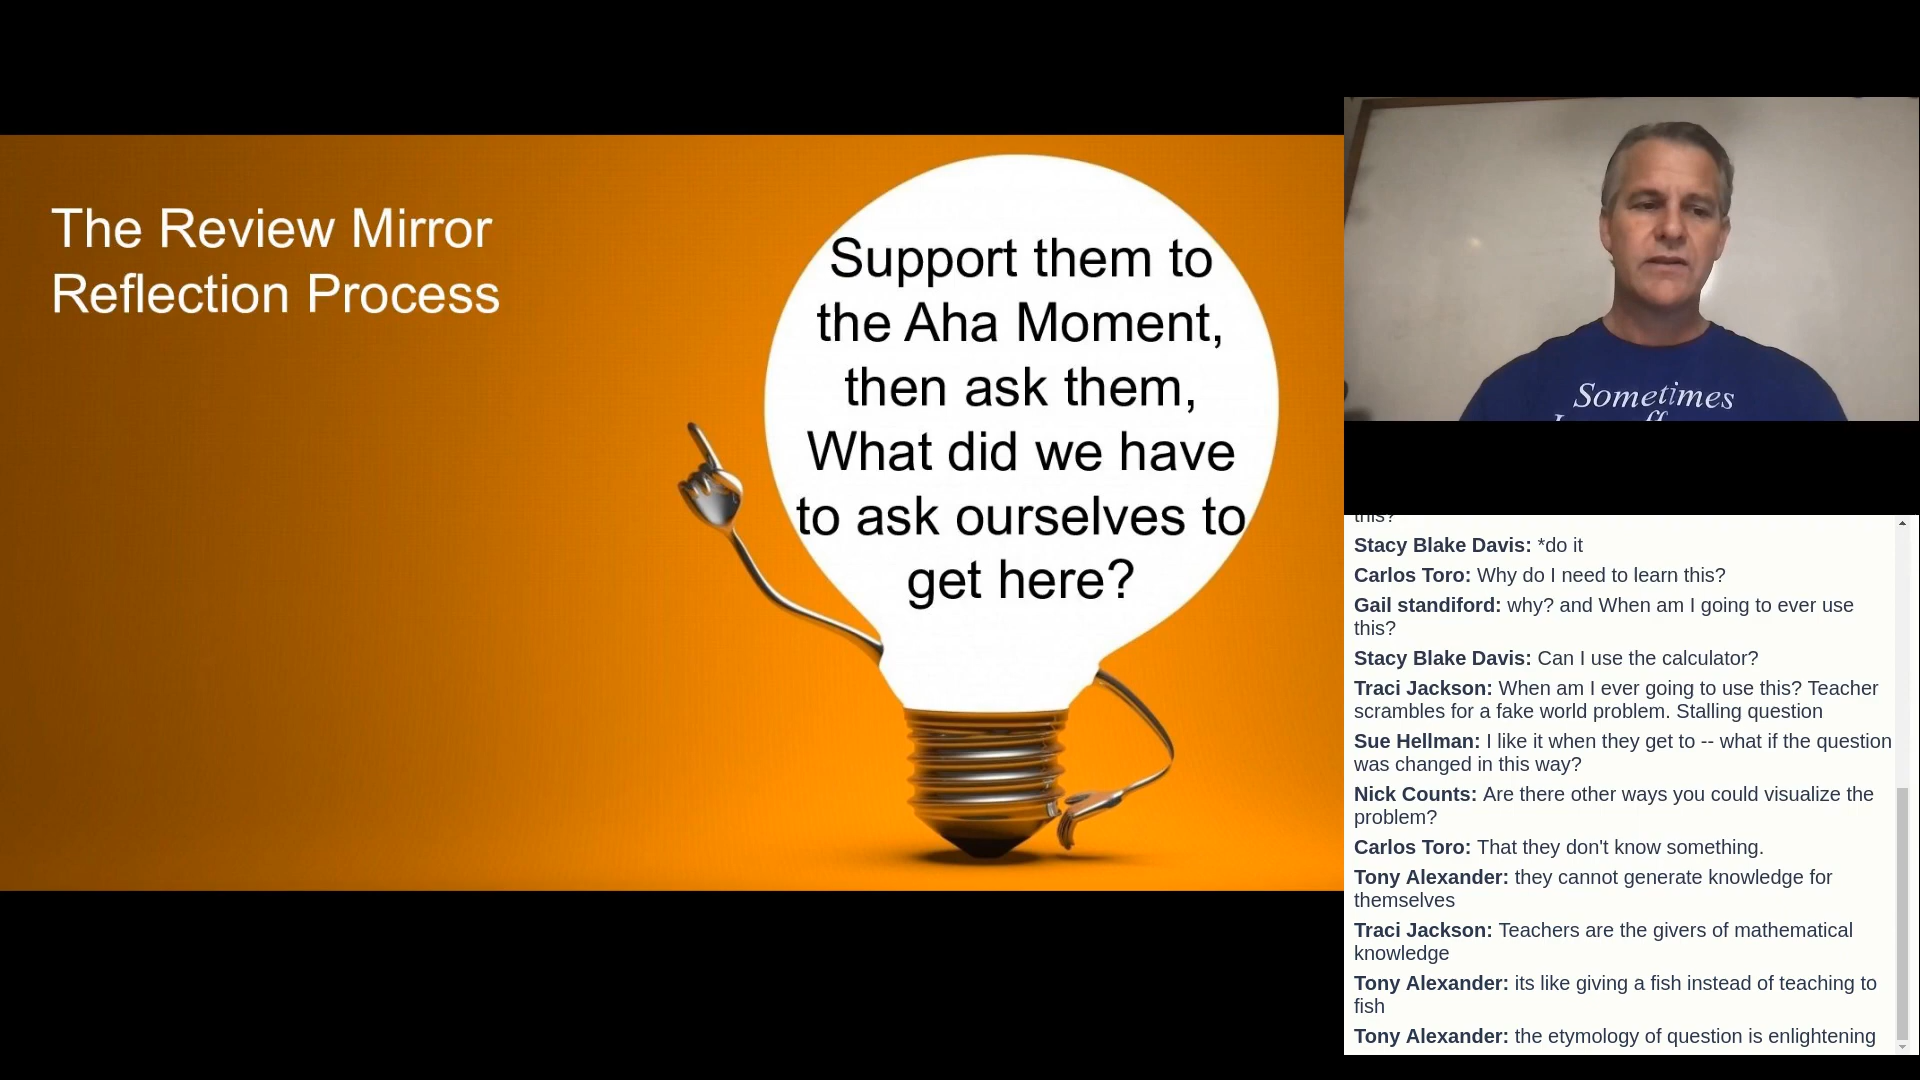 The Review Mirror
Reflection Process
Support them to
the Aha Moment,
then ask them,
What did we have
to ask ourselves to
get here?
Sometimes
this?
Stacy Blake Davis: *do it
Carlos Toro: Why do I need to learn this?
Gail standiford: why? and When am I going to ever use
this?
Stacy Blake Davis: Can I use the calculator?
Traci Jackson: When am I ever going to use this? Teacher
scrambles for a fake world problem. Stalling question
Sue Hellman: I like it when they get to -- what if the question
was changed in this way?
Nick Counts: Are there other ways you could visualize the
problem?
Carlos Toro: That they don't know something.
Tony Alexander: they cannot generate knowledge for
themselves
Traci Jackson: Teachers are the givers of mathematical
knowledge
Tony Alexander: its like giving a fish instead of teaching to
fish
Tony Alexander: the etymology of question is enlightening